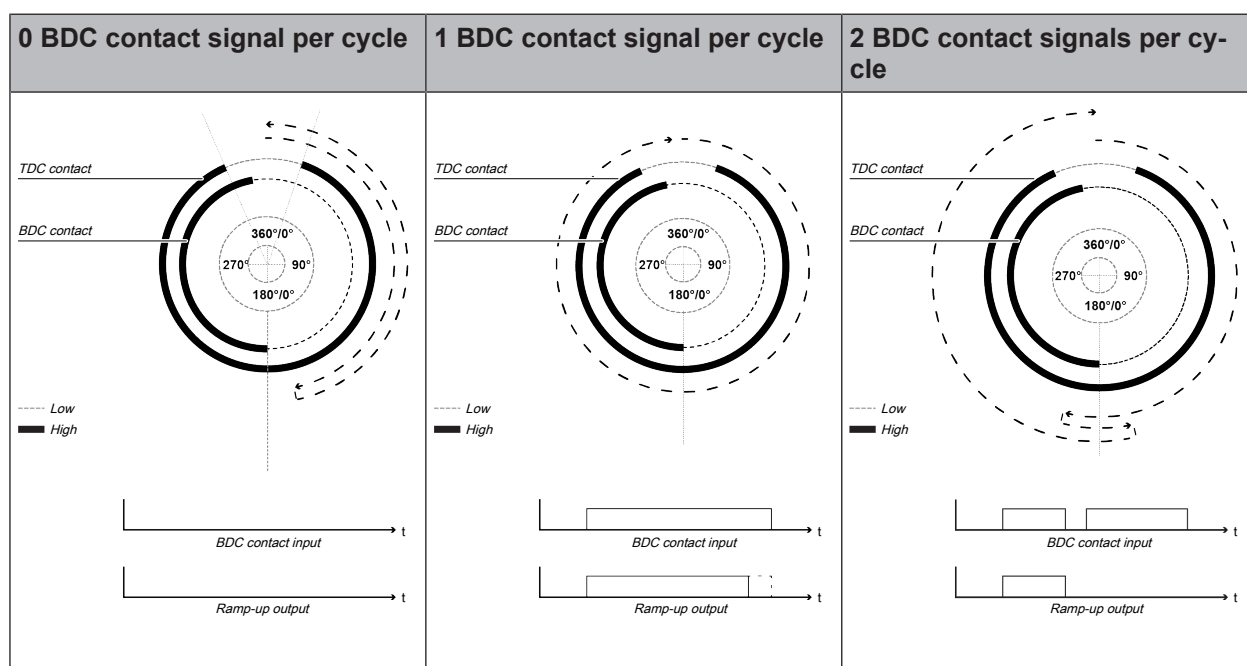 0 BDC contact signal per cycle
1 BDC contact signal per cycle
2 BDC contact signals per cy-
cle
TDC contact
BDC contact
360°/0°
270°
90°
180°/0°
Low
High
t
BDC contact input
t
Ramp-up output
TDC contact
BDC contact
360°/0°
270°
90°
180°/0°
Low
High
t
BDC contact input
t
Ramp-up output
TDC contact
BDC contact
360°/0°
270°
90°
180°/0°
Low
High
t
BDC contact input
t
Ramp-up output